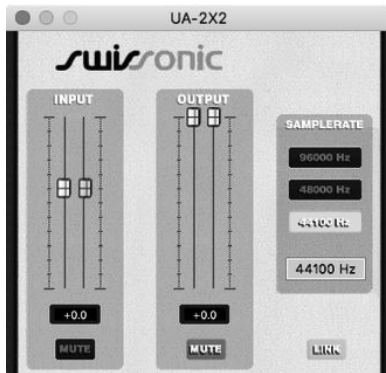 UA-2X2
swissonic
INPUT
OUTPUT
SAMPLERATE
96000 Hz
48000 Hz
44100 Hz
44100 Hz
+0.0
+0.0
MUTE
MUTE
LINK